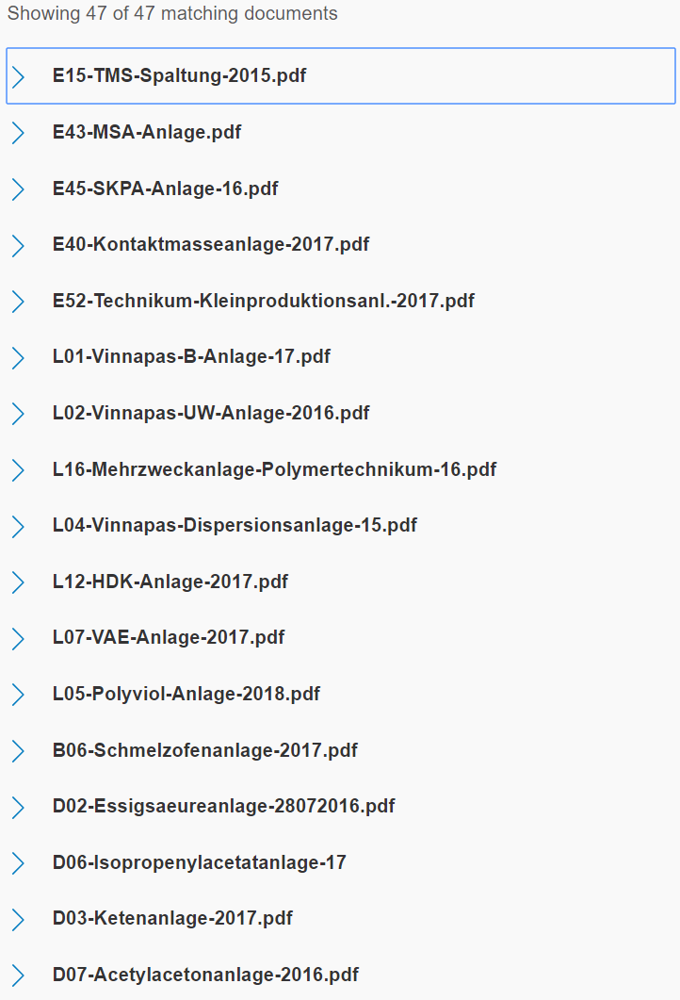 Showing 47 of 47 matching documents
E15-TMS-Spaltung-2015.pdf
E43-MSA-Anlage.pdf
E45-SKPA-Anlage-16.pdf
E40-Kontaktmasseanlage-2017.pdf
E52-Technikum-Kleinproduktionsanl.-2017.pdf
L01-Vinnapas-B-Anlage-17.pdf
L02-Vinnapas-UW-Anlage-2016.pdf
L16-Mehrzweckanlage-Polymertechnikum-16.pdf
L04-Vinnapas-Dispersionsanlage-15.pdf
L12-HDK-Anlage-2017.pdf
L07-VAE-Anlage-2017.pdf
L05-Polyviol-Anlage-2018.pdf
B06-Schmelzofenanlage-2017.pdf
D02-Essigsaeureanlage-28072016.pdf
D06-Isopropenylacetatanlage-17
D03-Ketenanlage-2017.pdf
D07-Acetylacetonanlage-2016.pdf